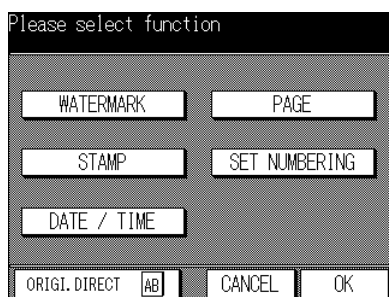 Please select function
WATERMARK PAGE
STAMP SET NUMBERING
DATE / TIME
ORIGI.DIRECT AB CANCEL OK